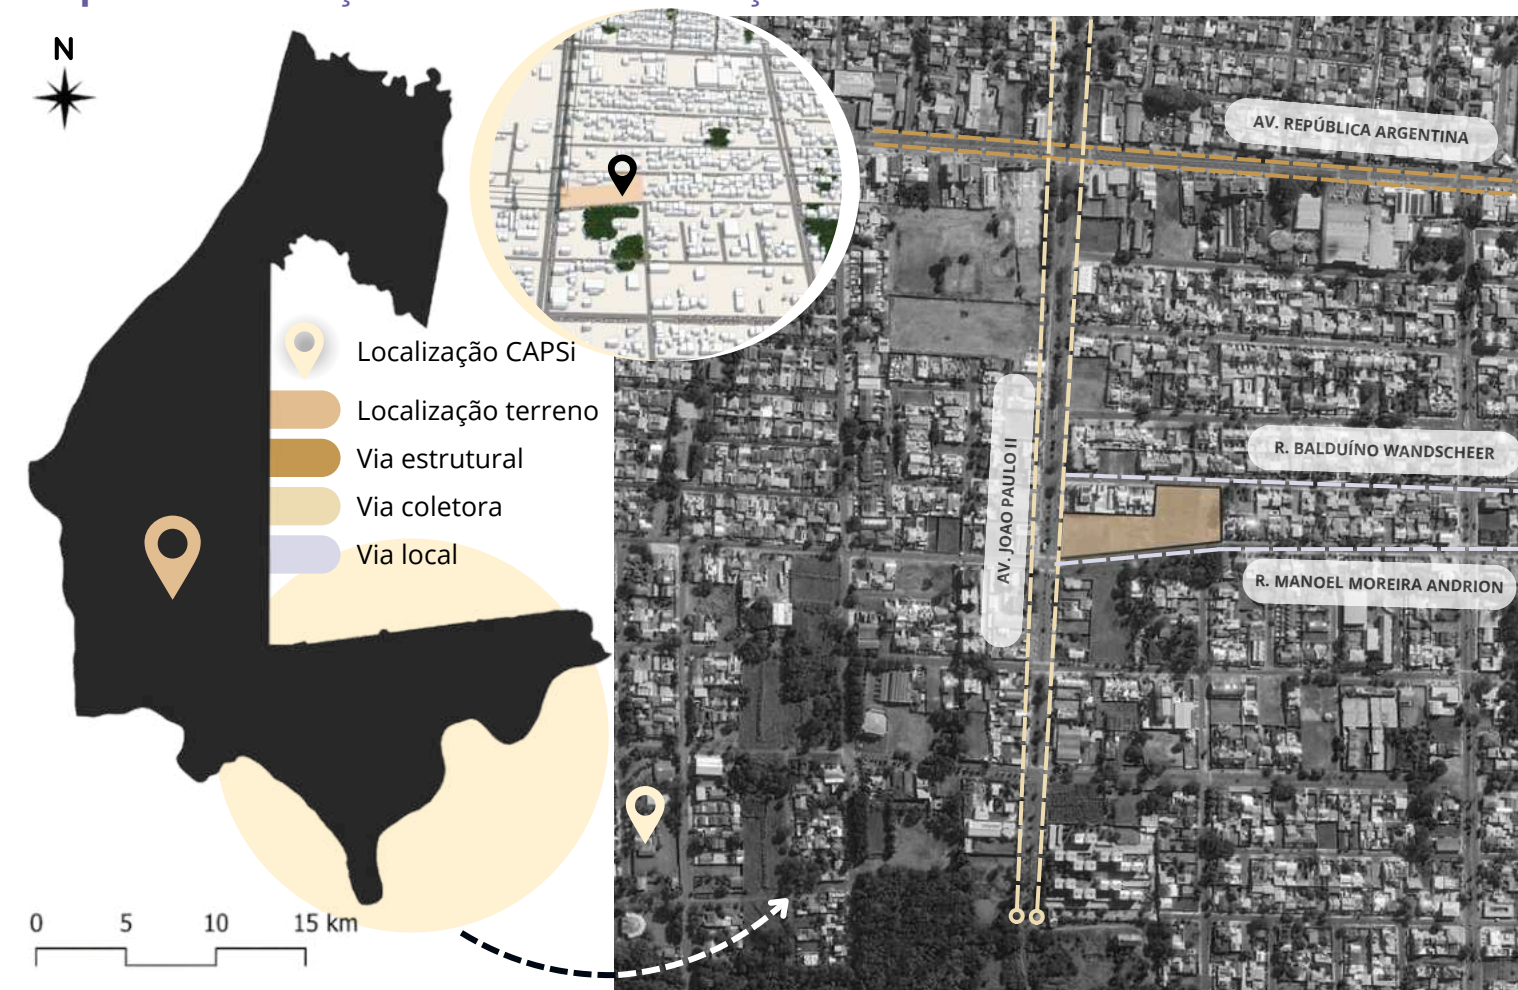 N
Localização CAPSi
Localização terreno
Via estrutural
Via coletora
Via local
0 5 10 15 km
AV. REPÚBLICA ARGENTINA
AV. JOAO PAULO II
R. BALDUÍNO WANDSCHEER
R. MANOEL MOREIRA ANDRION